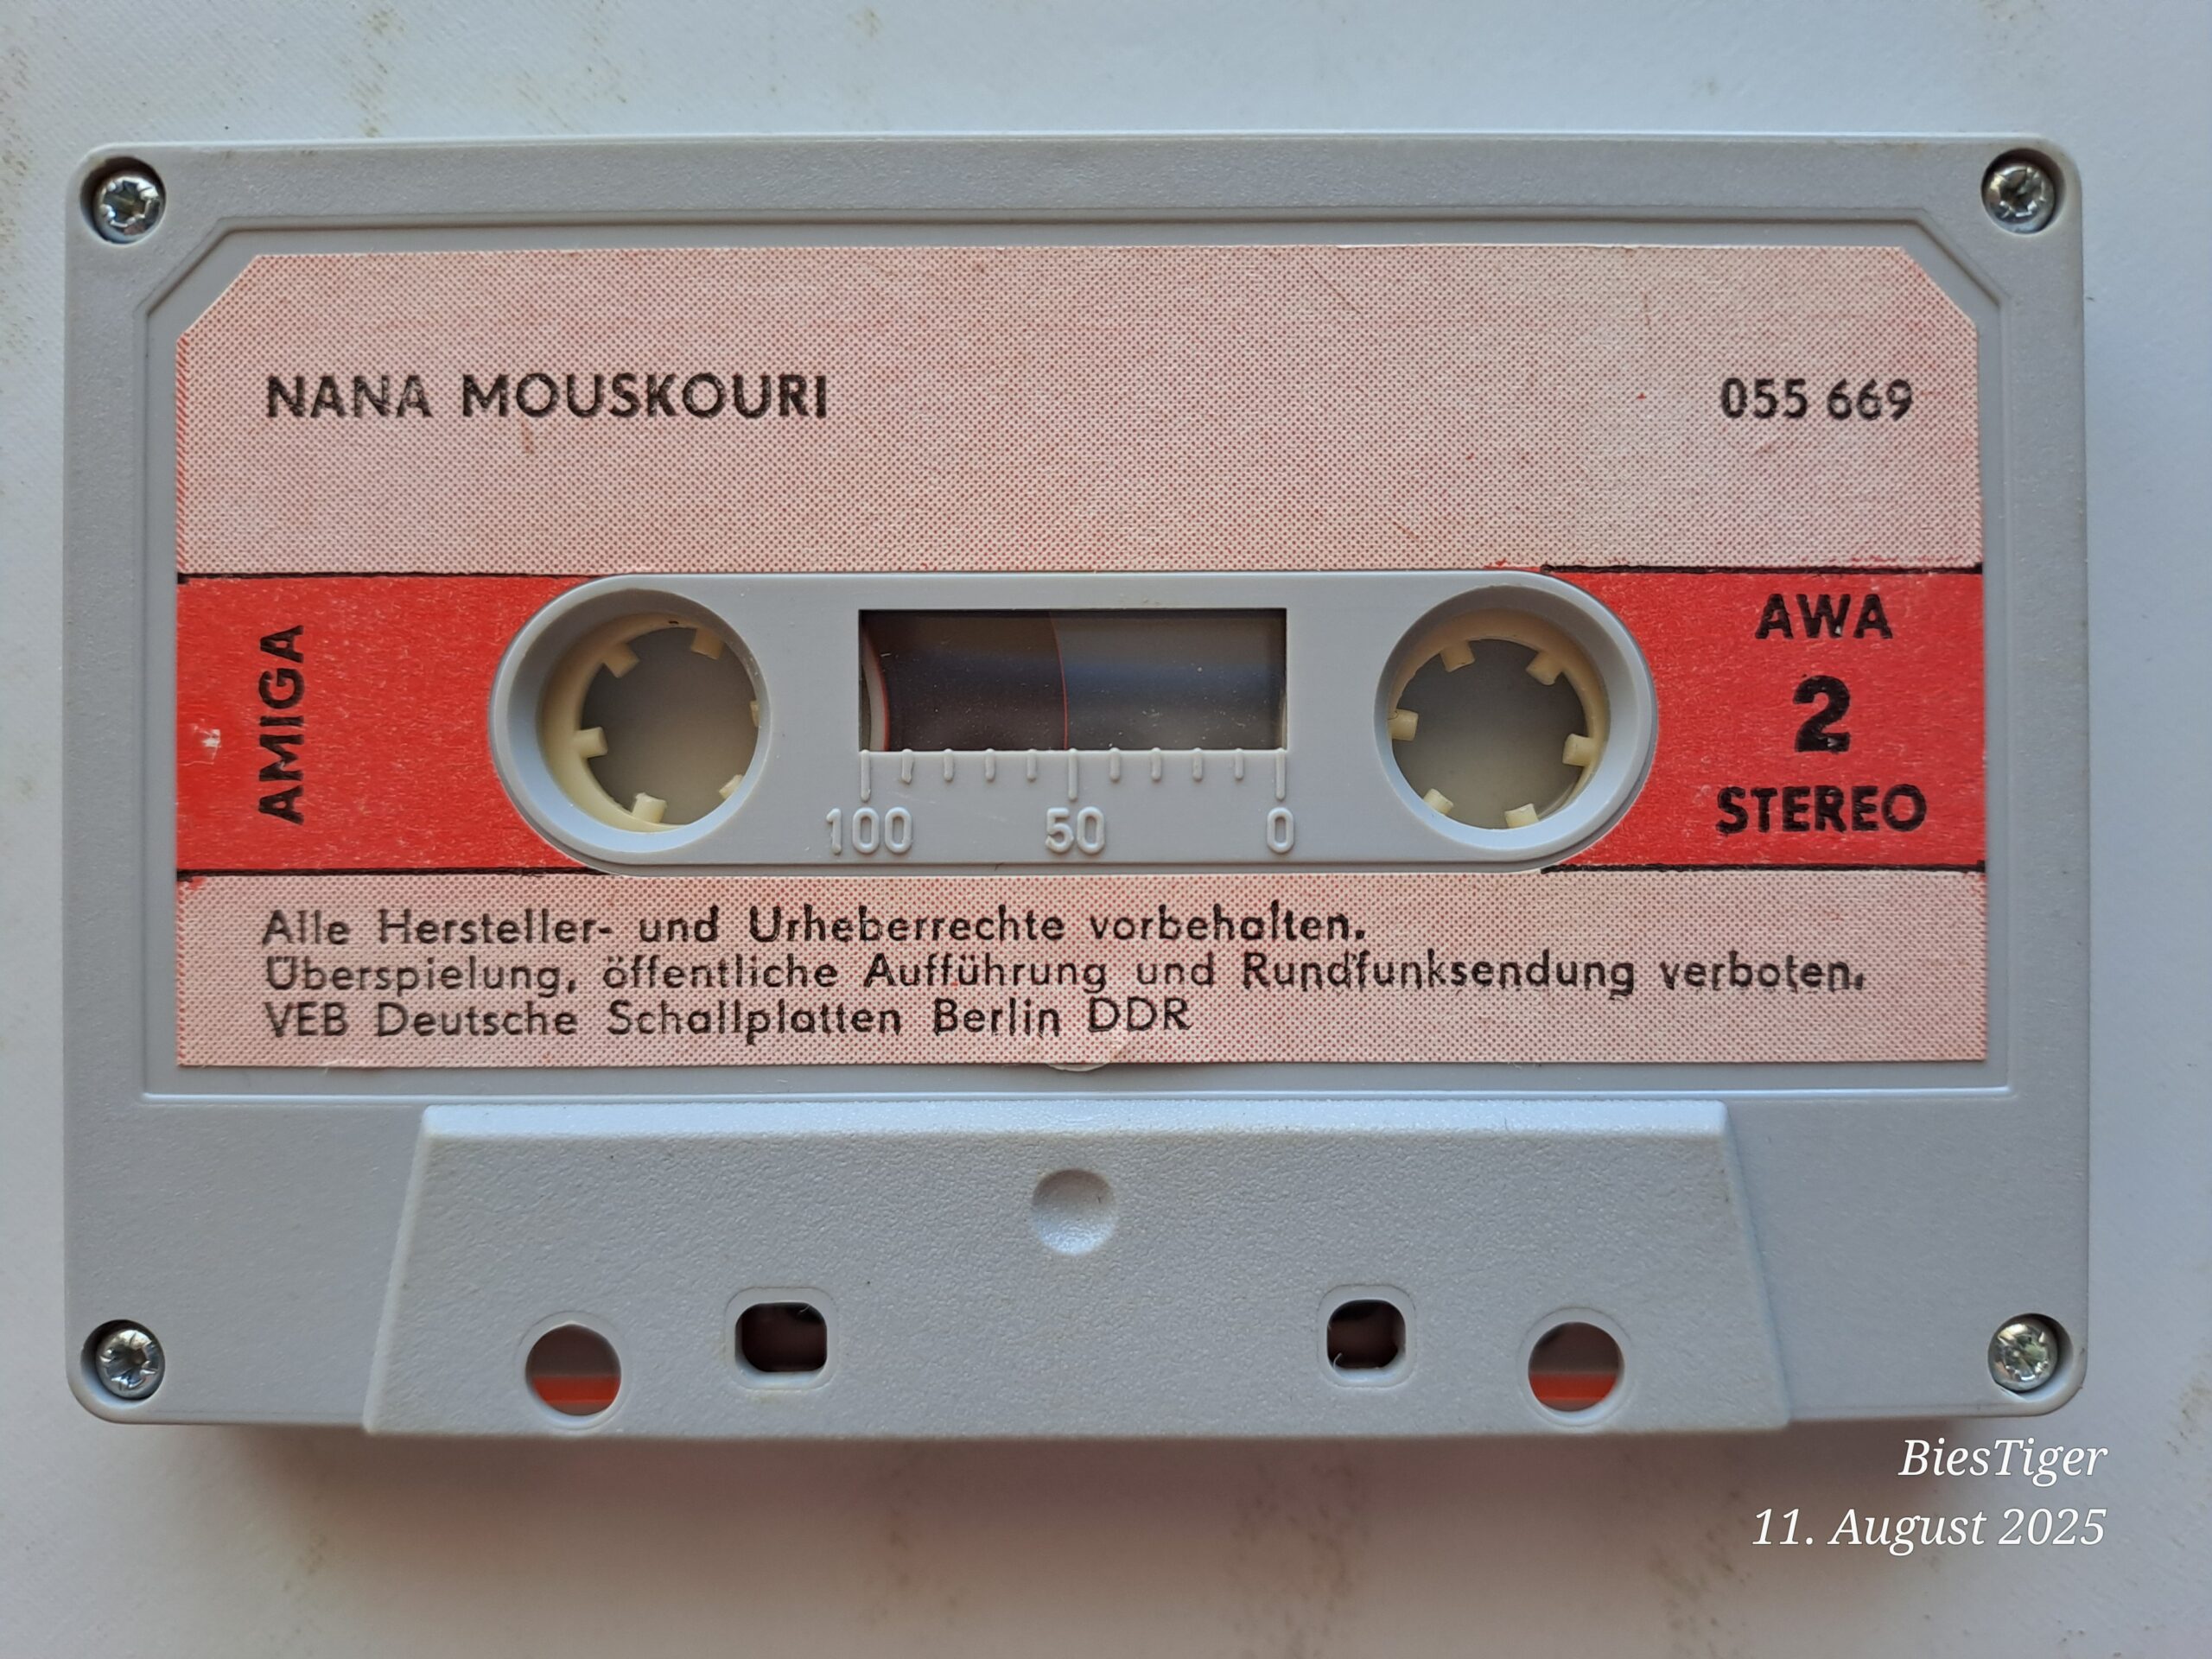 NANA MOUSKOURI
055 669
AMIGA
AWA
2
STEREO
100 50 0
Alle Hersteller- und Urheberrechte vorbehalten.
Überspielung, öffentliche Aufführung und Rundfunksendung verboten.
VEB Deutsche Schallplatten Berlin DDR
BiesTiger
11. August 2025